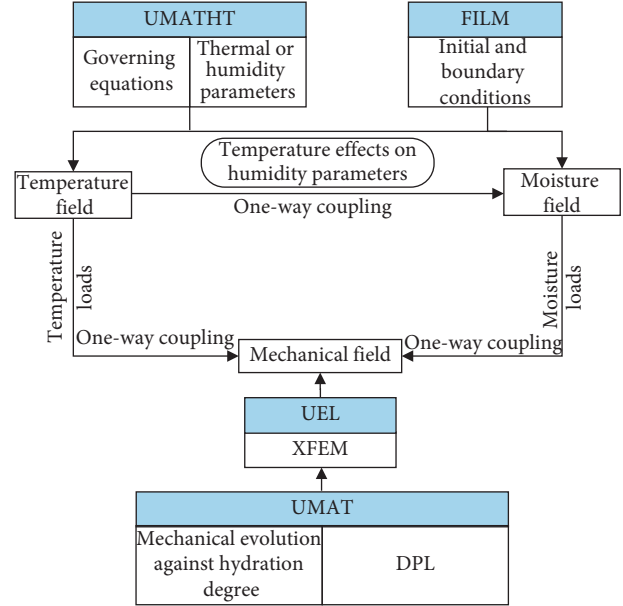 UMATHT
FILM
Governing
equations
Thermal or
humidity
parameters
Initial and
boundary
conditions
Temperature effects on
humidity parameters
Temperature
field
One-way coupling
Moisture
field
Temperature
loads
Moisture
loads
One-way coupling
Mechanical field
One-way coupling
UEL
XFEM
UMAT
Mechanical evolution
against hydration
degree
DPL